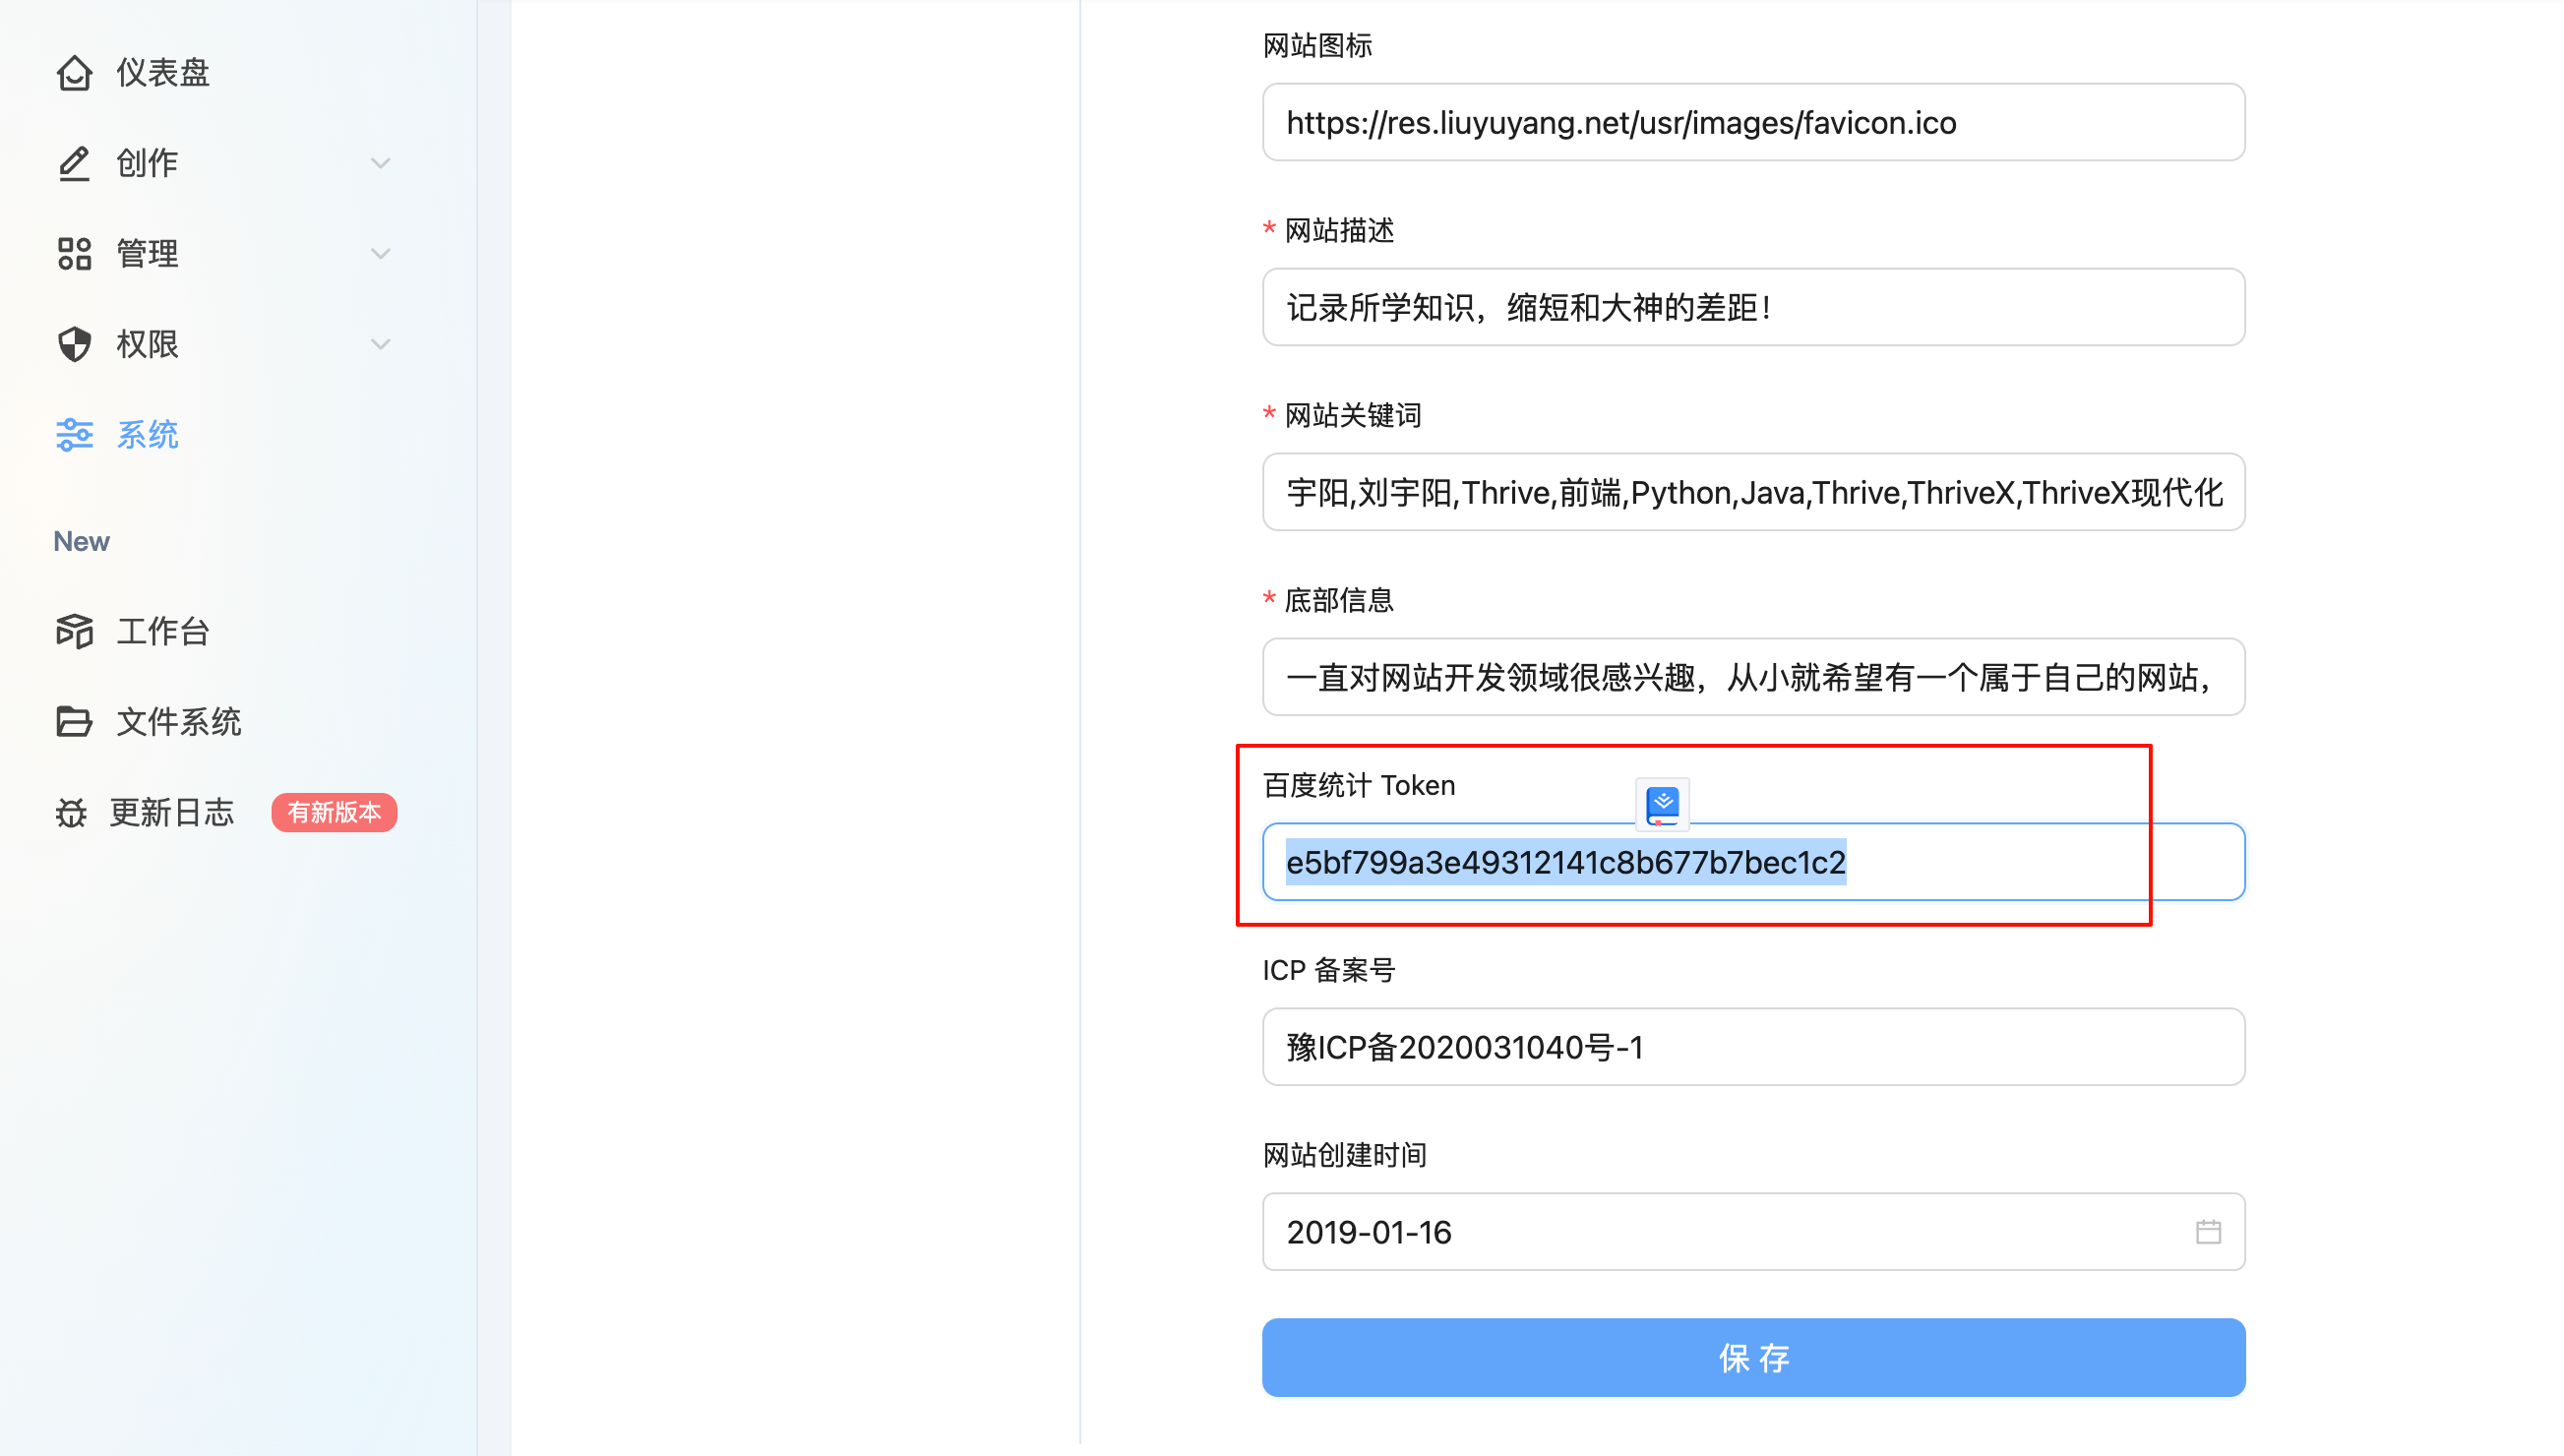 仪表盘
创作
管理
权限
系统
New
工作台
文件系统
更新日志 有新版本
网站图标
https://res.liuyuyang.net/usr/images/favicon.ico
* 网站描述
记录所学知识，缩短和大神的差距！
* 网站关键词
宇阳,刘宇阳,Thrive,前端,Python,Java,Thrive,ThriveX,ThriveX现代化
* 底部信息
一直对网站开发领域很感兴趣，从小就希望有一个属于自己的网站，
百度统计 Token
e5bf799a3e49312141c8b677b7bec1c2
ICP 备案号
豫ICP备2020031040号-1
网站创建时间
2019-01-16
保 存